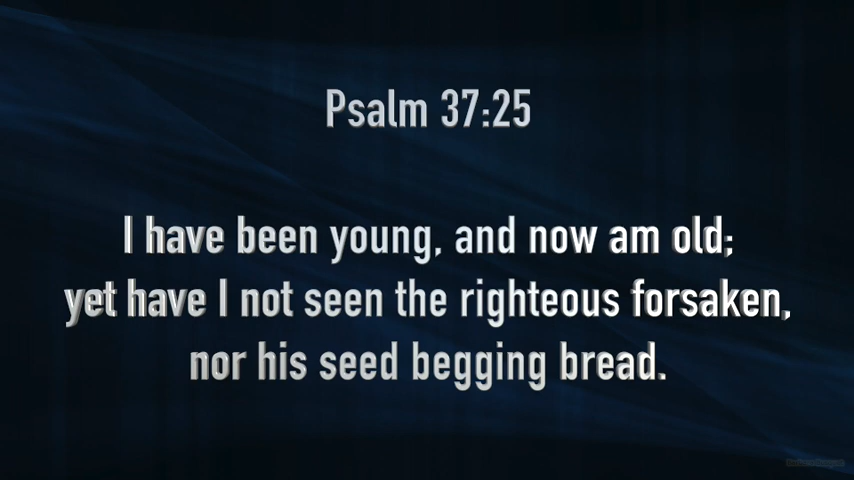 Psalm 37:25
I have been young, and now am old;
yet have I not seen the righteous forsaken,
nor his seed begging bread.